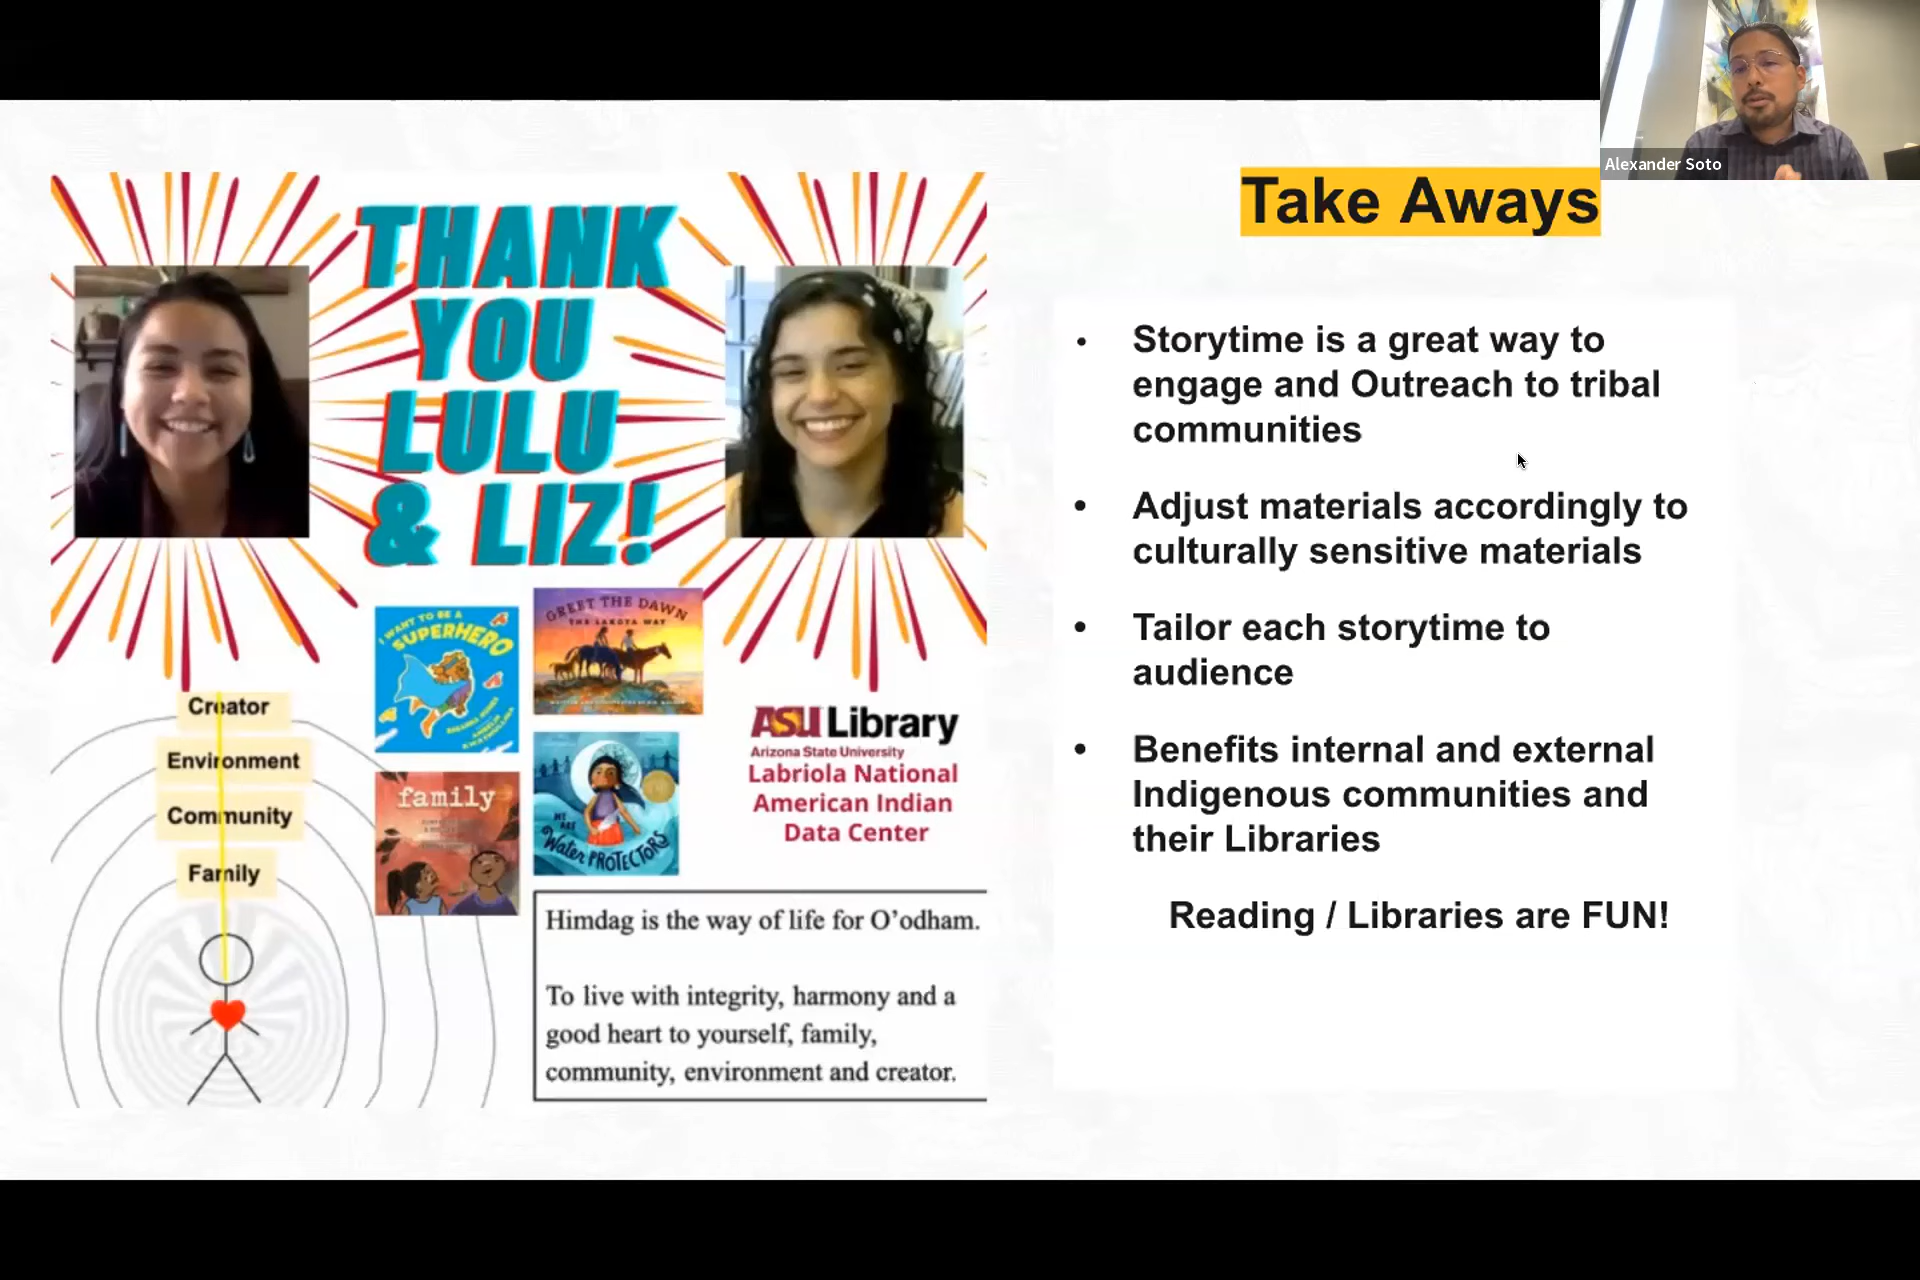 Alexander Soto
THANK
YOU
LULU
& LIZ!
I WANT TO BE A
SUPERHERO
GREET THE DAWN
THE LAKOTA WAY
family
WE ARE
Water PROTECTORS
ASU Library
Arizona State University
Labriola National
American Indian
Data Center
Creator
Environment
Community
Family
Himdag is the way of life for O’odham.
To live with integrity, harmony and a
good heart to yourself, family,
community, environment and creator.
Take Aways
• Storytime is a great way to
engage and Outreach to tribal
communities
• Adjust materials accordingly to
culturally sensitive materials
• Tailor each storytime to
audience
• Benefits internal and external
Indigenous communities and
their Libraries
Reading / Libraries are FUN!